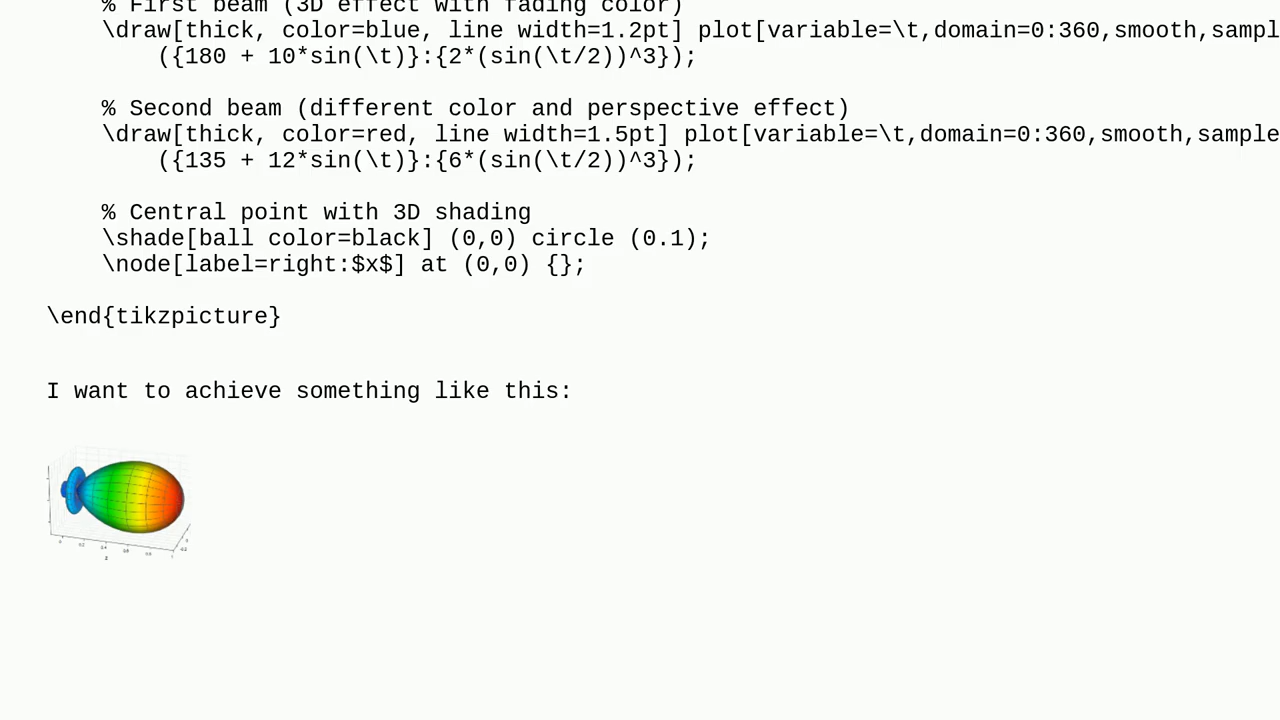 % First beam (3D effect with fading color)
\draw[thick, color=blue, line width=1.2pt] plot[variable=\t,domain=0:360,smooth,sampl
({180 + 10*sin(\t)}:{2*(sin(\t/2))^3});
% Second beam (different color and perspective effect)
\draw[thick, color=red, line width=1.5pt] plot[variable=\t,domain=0:360,smooth,sample
({135 + 12*sin(\t)}:{6*(sin(\t/2))^3});
% Central point with 3D shading
\shade[ball color=black] (0,0) circle (0.1);
\node[label=right:$x$] at (0,0) {};
\end{tikzpicture}
I want to achieve something like this: